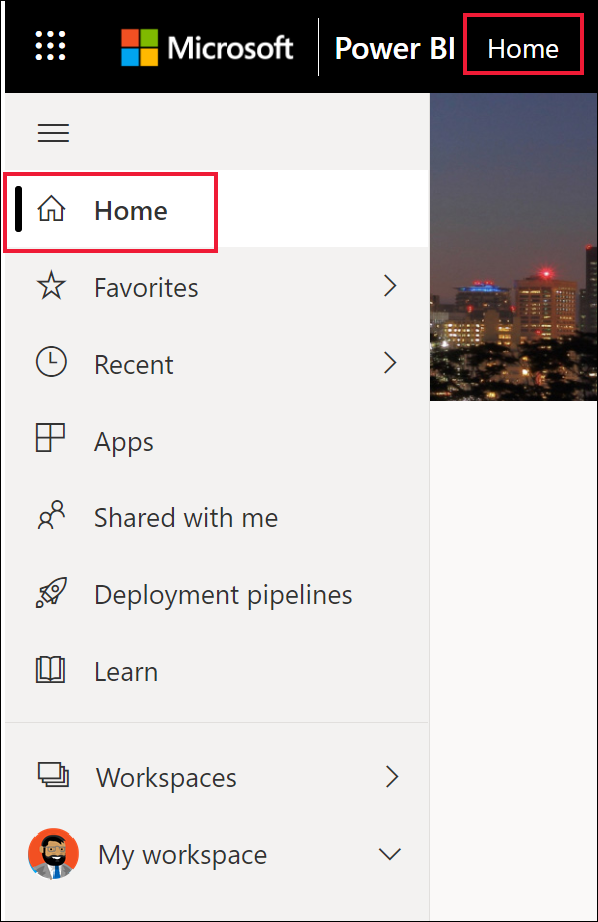 Microsoft Power BI Home
Home
Favorites
Recent
Apps
Shared with me
Deployment pipelines
Learn
Workspaces
My workspace